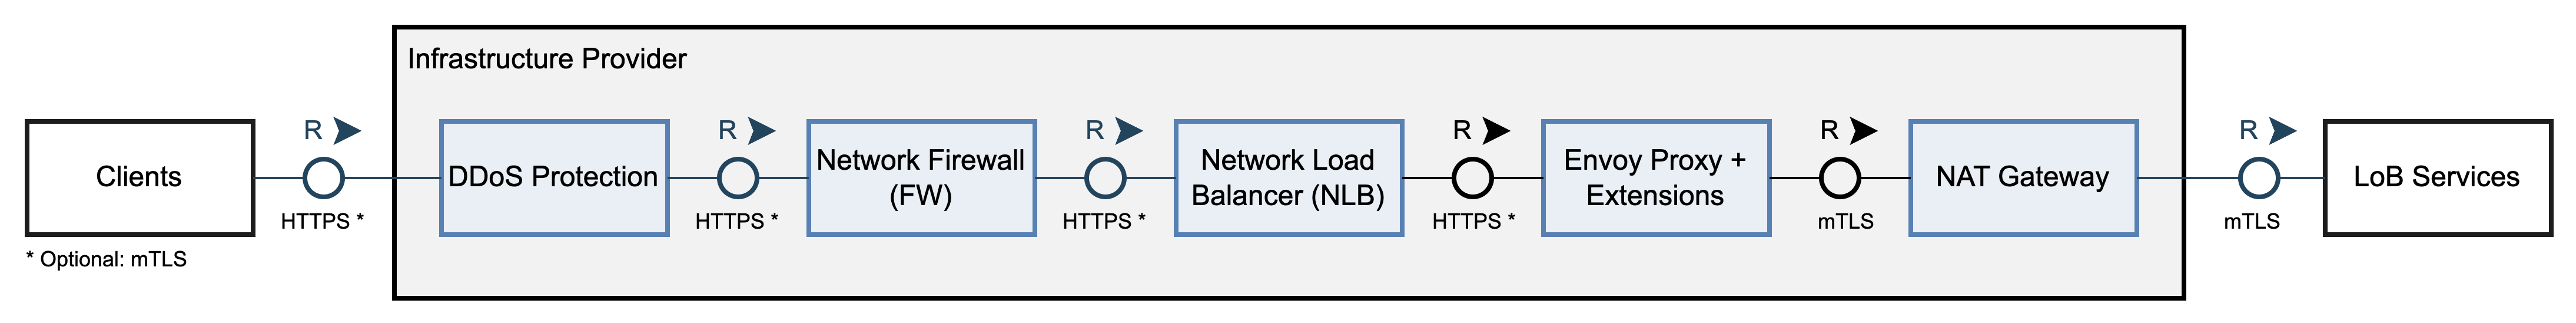 Infrastructure Provider
Clients
R
HTTPS *
DDoS Protection
R
HTTPS *
Network Firewall
(FW)
R
HTTPS *
Network Load
Balancer (NLB)
R
HTTPS *
Envoy Proxy +
Extensions
R
mTLS
NAT Gateway
R
mTLS
LoB Services
* Optional: mTLS